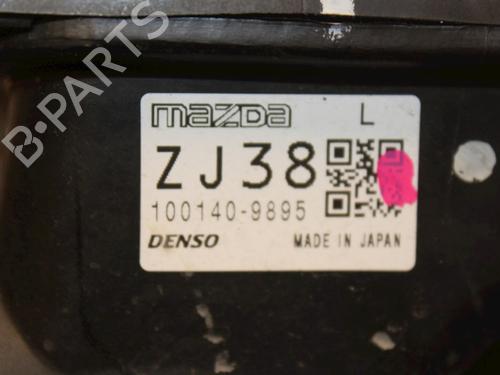 B-PARTS
mazda L
ZJ38
100140-9895
DENSO MADE IN JAPAN